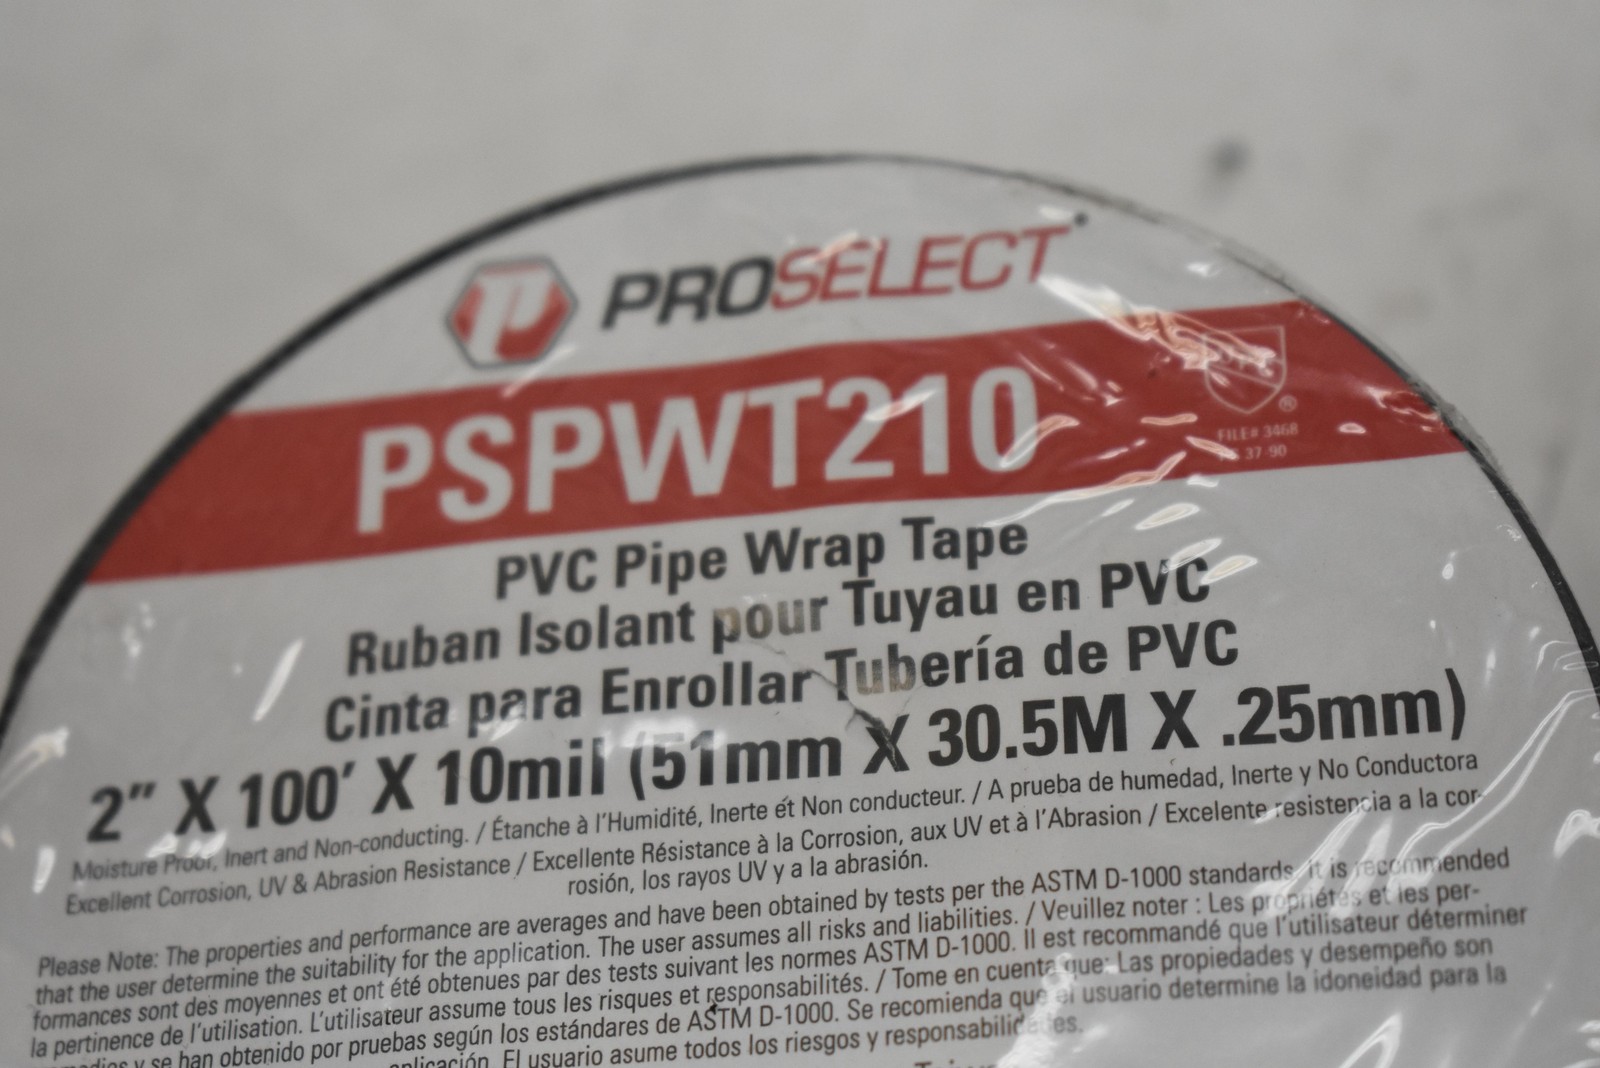 PROSELECT
PSPWT210
®
FILE# 3468
37-90
PVC Pipe Wrap Tape
Ruban Isolant pour Tuyau en PVC
Cinta para Enrollar Tubería de PVC
2" X 100' X 10mil (51mm X 30.5M X .25mm)
Moisture Proof, Inert and Non-conducting. / Étanche à l'Humidité, Inerte et Non conducteur. / A prueba de humedad, Inerte y No Conductora
Excellent Corrosion, UV & Abrasion Resistance / Excellente Résistance à la Corrosion, aux UV et à l'Abrasion / Excelente resistencia a la cor-
rosión, los rayos UV y a la abrasión.
Please Note: The properties and performance are averages and have been obtained by tests per the ASTM D-1000 standards, it is recommended
that the user determine the suitability for the application. The user assumes all risks and liabilities. / Veuillez noter : Les propriétés et les per-
formances sont des moyennes et ont été obtenues par des tests suivant les normes ASTM D-1000. Il est recommandé que l'utilisateur déterminer
la pertinence de l'utilisation. L'utilisateur assume tous les risques et responsabilités. / Tome en cuenta que: Las propiedades y desempeño son
y se han obtenido por pruebas según los estándares de ASTM D-1000. Se recomienda que el usuario determine la idoneidad para la
aplicación. El usuario asume todos los riesgos y responsabilidades.